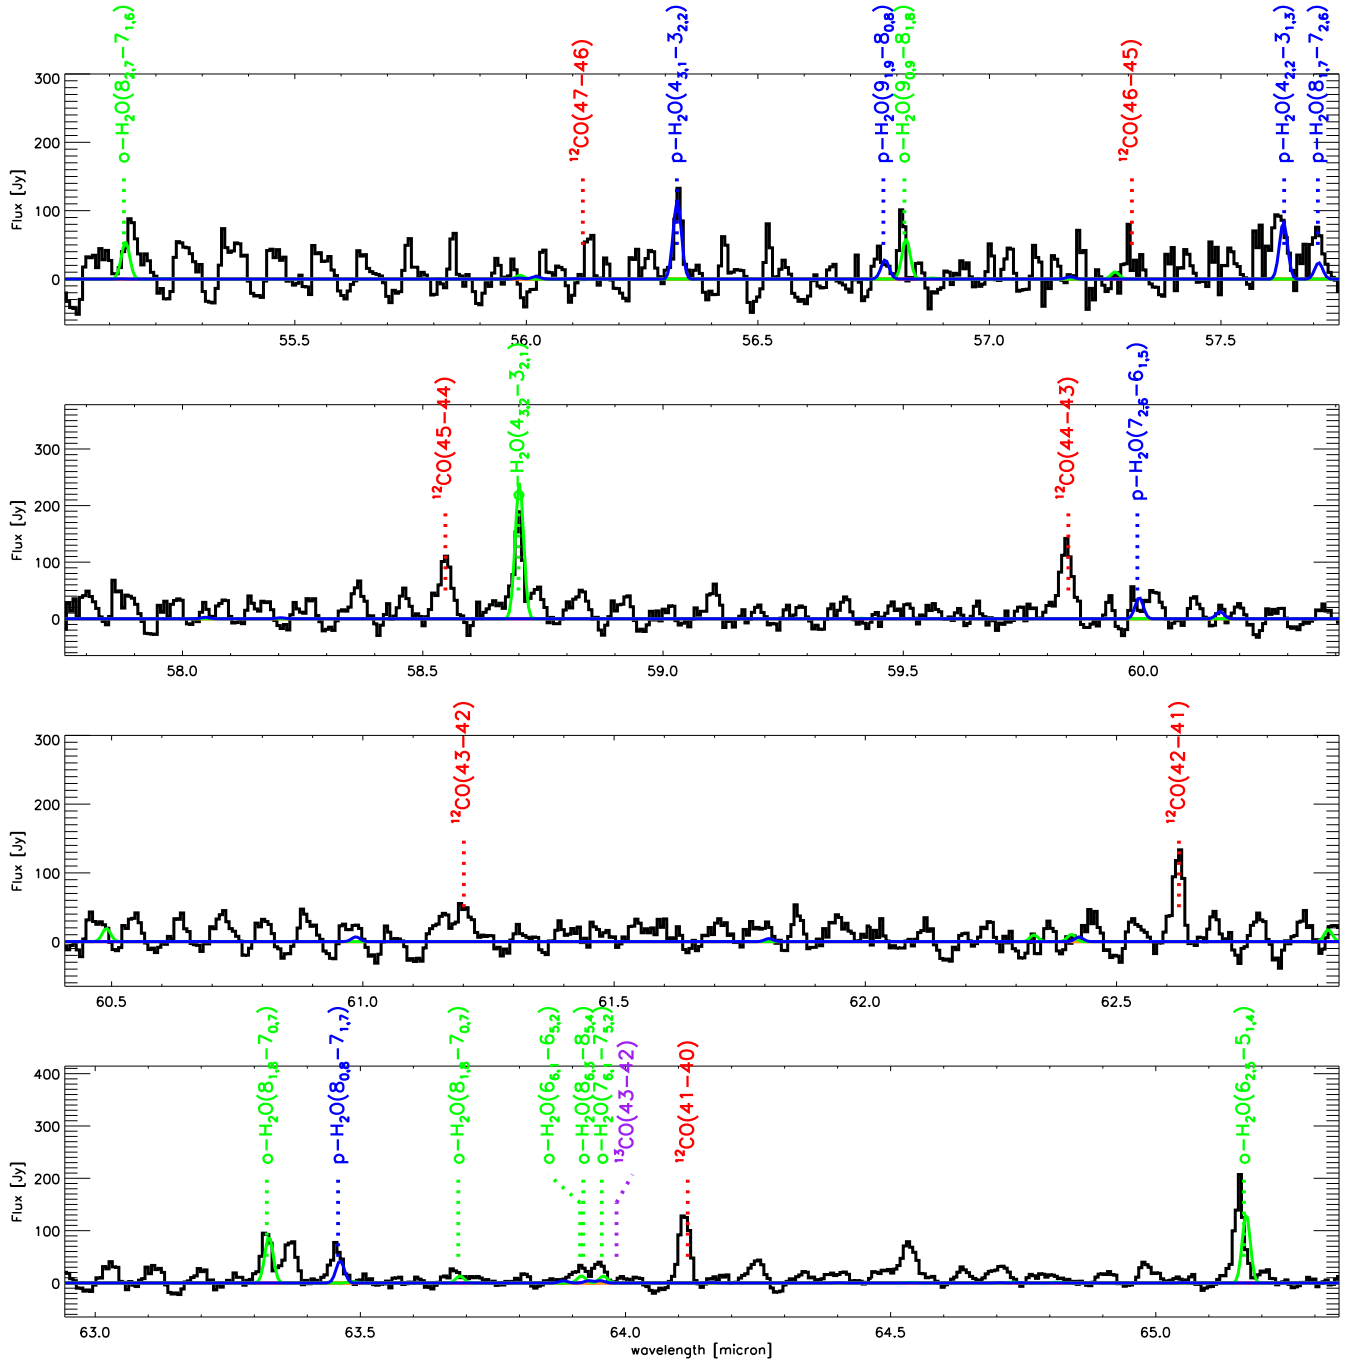 o−H₂O(8₂,₇−7₁,₆)
¹²CO(47−46)
p−H₂O(4₃,₁−3₂,₂)
p−H₂O(9₁,₉−8₀,₈)
o−H₂O(9₀,₉−8₁,₈)
¹²CO(46−45)
p−H₂O(4₂,₂−3₁,₃)
p−H₂O(8₁,₇−7₂,₆)
Flux [Jy]
300
200
100
0
55.5 56.0 56.5 57.0 57.5
¹²CO(45−44)
o−H₂O(4₃,₂−3₂,₁)
¹²CO(44−43)
p−H₂O(7₂,₆−6₁,₅)
Flux [Jy]
300
200
100
0
58.0 58.5 59.0 59.5 60.0
¹²CO(43−42)
¹²CO(42−41)
Flux [Jy]
300
200
100
0
60.5 61.0 61.5 62.0 62.5
o−H₂O(8₁,₈−7₀,₇)
p−H₂O(8₀,₈−7₁,₇)
o−H₂O(8₁,₈−7₀,₇)
o−H₂O(6₆,₁−6₅,₂)
o−H₂O(8₆,₃−8₅,₄)
o−H₂O(7₆,₁−7₅,₂)
¹³CO(43−42)
¹²CO(41−40)
o−H₂O(6₂,₅−5₁,₄)
Flux [Jy]
400
300
200
100
0
63.0 63.5 64.0 64.5 65.0
wavelength [micron]